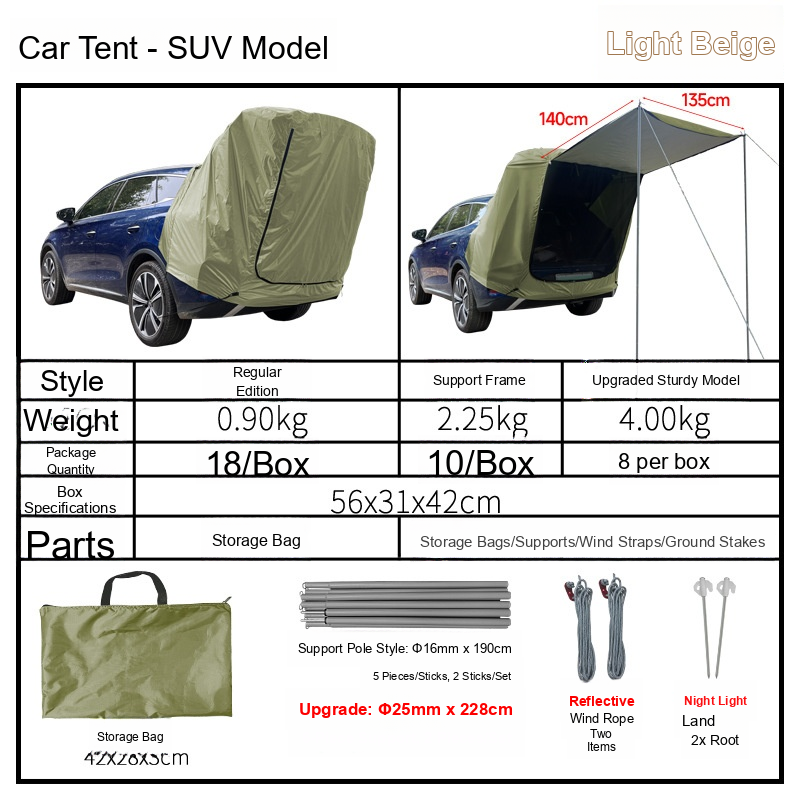 Car Tent - SUV Model
Light Beige
140cm
135cm
Style
Regular
Edition
Support Frame
Upgraded Sturdy Model
Weight
0.90kg
2.25kg
4.00kg
Package
Quantity
18/Box
10/Box
8 per box
Box
Specifications
56x31x42cm
Parts
Storage Bag
Storage Bags/Supports/Wind Straps/Ground Stakes
Support Pole Style: Φ16mm x 190cm
5 Pieces/Sticks, 2 Sticks/Set
Upgrade: Φ25mm x 228cm
Reflective
Wind Rope
Two
Items
Night Light
Land
2x Root
Storage Bag
42x28x5cm